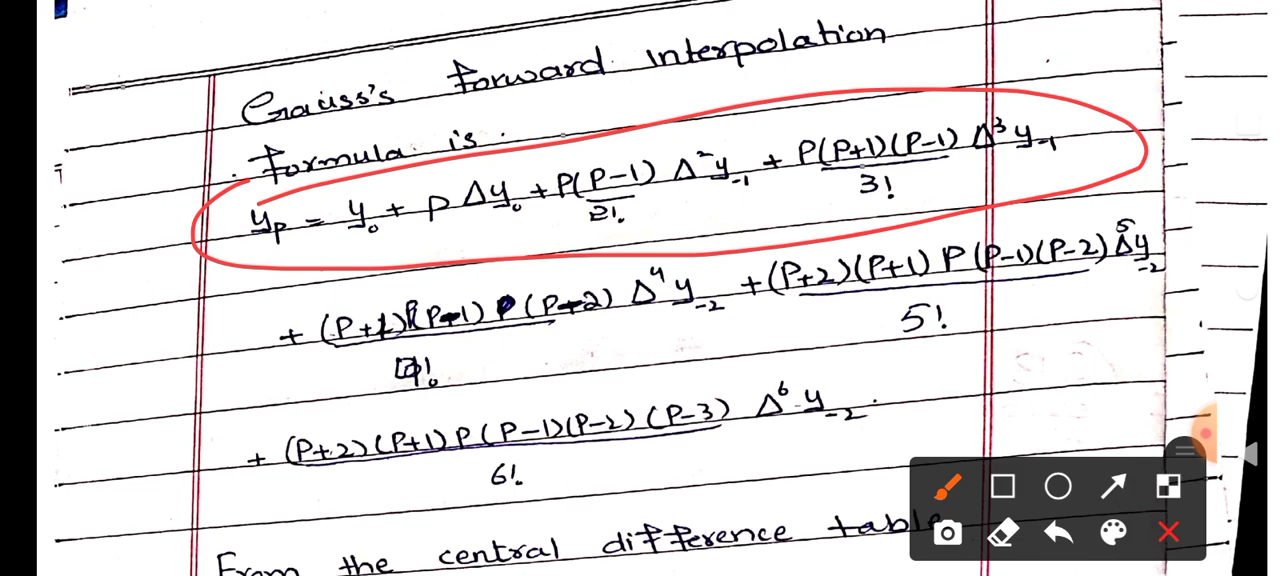 Gauss's forward interpolation
formula is
yₚ = y₀ + P Δy₀ + P(P-1)/2! Δ²y₋₁ + P(P+1)(P-1)/3! Δ³y₋₁
+ (P+1) P(P-1) (P-2)/4! Δ⁴y₋₂ + (P+2)(P+1) P (P-1)(P-2)/5! Δ⁵y₋₂
+ (P+2)(P+1) P (P-1)(P-2) (P-3)/6! Δ⁶y₋₂.
From the central difference table